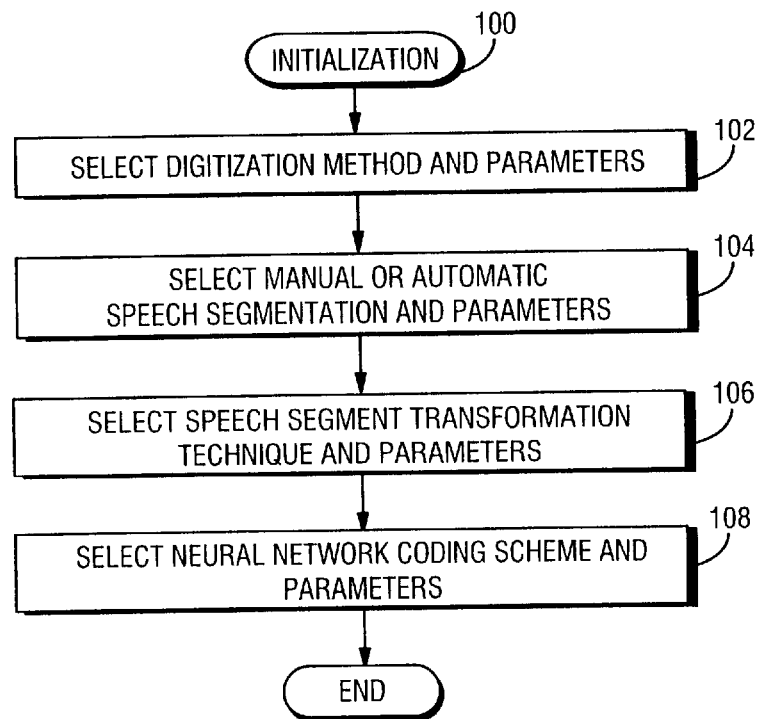 100
INITIALIZATION
102
SELECT DIGITIZATION METHOD AND PARAMETERS
104
SELECT MANUAL OR AUTOMATIC
SPEECH SEGMENTATION AND PARAMETERS
106
SELECT SPEECH SEGMENT TRANSFORMATION
TECHNIQUE AND PARAMETERS
108
SELECT NEURAL NETWORK CODING SCHEME AND
PARAMETERS
END